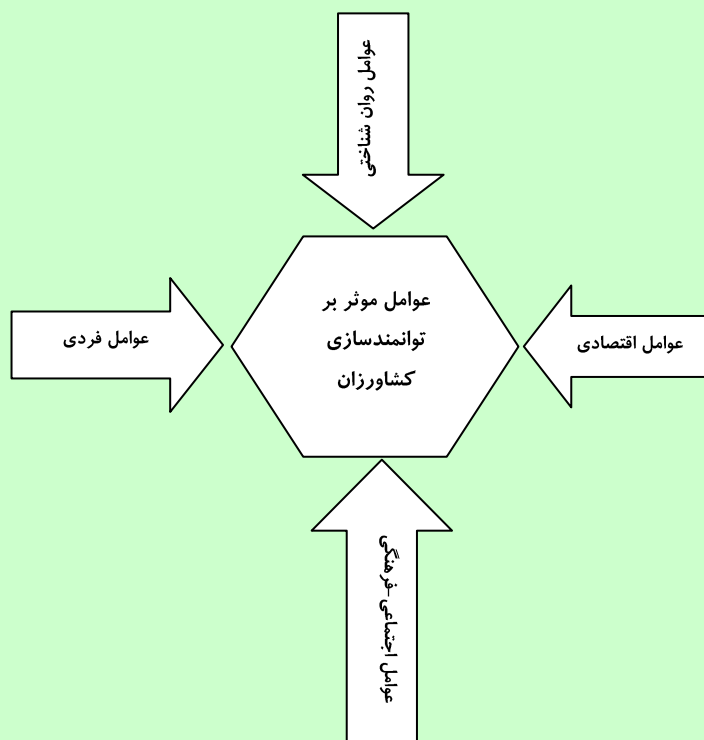 عوامل روان شناختی
عوامل موثر بر
توانمندسازی
کشاورزان
عوامل اقتصادی
عوامل فردی
عوامل اجتماعی-فرهنگی